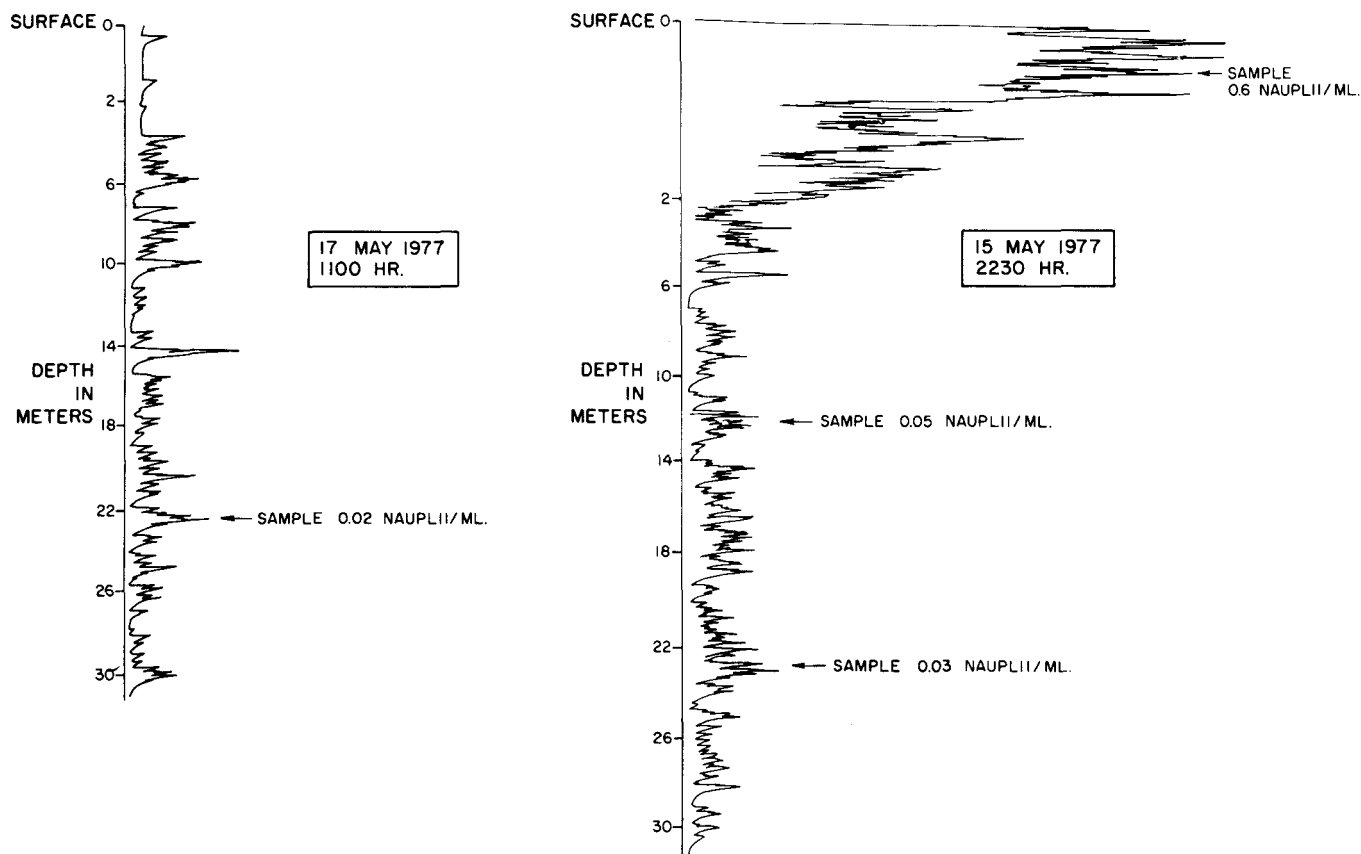 SURFACE 0
2
6
10
14
18
22
26
30
DEPTH
IN
METERS
17 MAY 1977
1100 HR.
SAMPLE 0.02 NAUPLII/ML.
SURFACE 0
2
6
10
14
18
22
26
30
DEPTH
IN
METERS
15 MAY 1977
2230 HR.
SAMPLE
0.6 NAUPLII/ML.
SAMPLE 0.05 NAUPLII/ML.
SAMPLE 0.03 NAUPLII/ML.